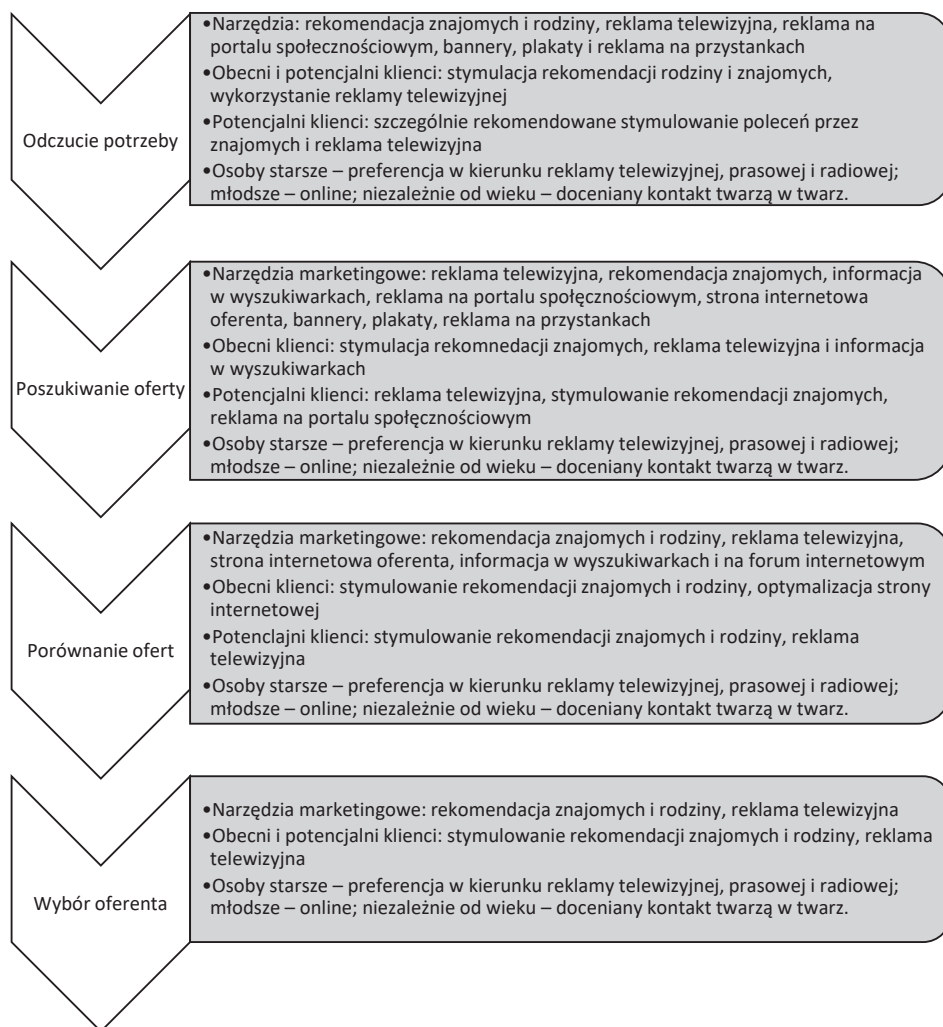 Odczucie potrzeby
•Narzędzia: rekomendacja znajomych i rodziny, reklama telewizyjna, reklama na
portalu społecznościowym, bannery, plakaty i reklama na przystankach
•Obecni i potencjalni klienci: stymulacja rekomendacji rodziny i znajomych,
wykorzystanie reklamy telewizyjnej
•Potencjalni klienci: szczególnie rekomendowane stymulowanie poleceń przez
znajomych i reklama telewizyjna
•Osoby starsze – preferencja w kierunku reklamy telewizyjnej, prasowej i radiowej;
młodsze – online; niezależnie od wieku – doceniany kontakt twarzą w twarz.
Poszukiwanie oferty
•Narzędzia marketingowe: reklama telewizyjna, rekomendacja znajomych, informacja
w wyszukiwarkach, reklama na portalu społęcznościowym, strona internetowa
oferenta, bannery, plakaty, reklama na przystankach
•Obecni klienci: stymulacja rekomnedacji znajomych, reklama telewizyjna i informacja
w wyszukiwarkach
•Potencjalni klienci: reklama telewizyjna, stymulowanie rekomendacji znajomych,
reklama na portalu społęcznościowym
•Osoby starsze – preferencja w kierunku reklamy telewizyjnej, prasowej i radiowej;
młodsze – online; niezależnie od wieku – doceniany kontakt twarzą w twarz.
Porównanie ofert
•Narzędzia marketingowe: rekomendacja znajomych i rodziny, reklama telewizyjna,
strona internetowa oferenta, informacja w wyszukiwarkach i na forum internetowym
•Obecni klienci: stymulowanie rekomendacji znajomych i rodziny, optymalizacja strony
internetowej
•Potenclajni klienci: stymulowanie rekomendacji znajomych i rodziny, reklama
telewizyjna
•Osoby starsze – preferencja w kierunku reklamy telewizyjnej, prasowej i radiowej;
młodsze – online; niezależnie od wieku – doceniany kontakt twarzą w twarz.
Wybór oferenta
•Narzędzia marketingowe: rekomendacja znajomych i rodziny, reklama telewizyjna
•Obecni i potencjalni klienci: stymulowanie rekomendacji znajomych i rodziny, reklama
telewizyjna
•Osoby starsze – preferencja w kierunku reklamy telewizyjnej, prasowej i radiowej;
młodsze – online; niezależnie od wieku – doceniany kontakt twarzą w twarz.